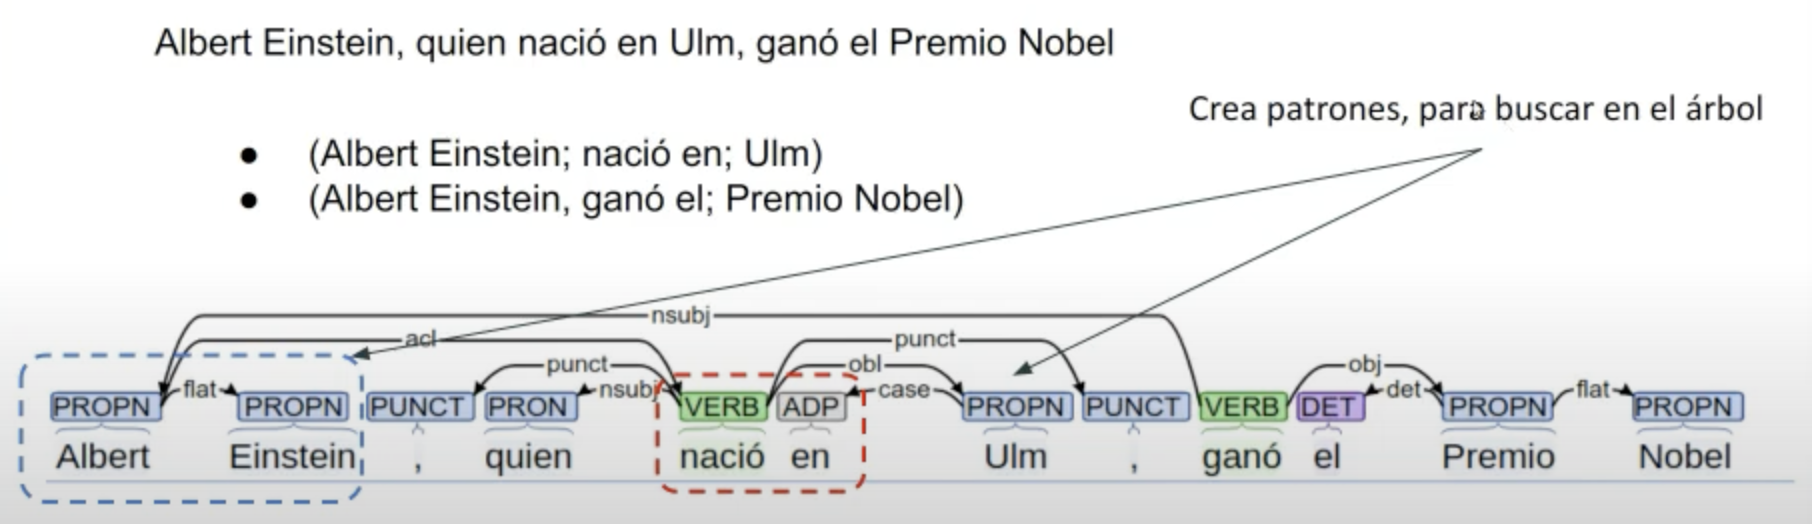 Albert Einstein, quien nació en Ulm, ganó el Premio Nobel
Crea patrones, para buscar en el árbol
● (Albert Einstein; nació en; Ulm)
● (Albert Einstein, ganó el; Premio Nobel)
nsubj
acl punct
punct obl obj
flat nsubj case det flat
PROPN PROPN PUNCT PRON VERB ADP PROPN PUNCT VERB DET PROPN PROPN
Albert Einstein , quien nació en Ulm , ganó el Premio Nobel